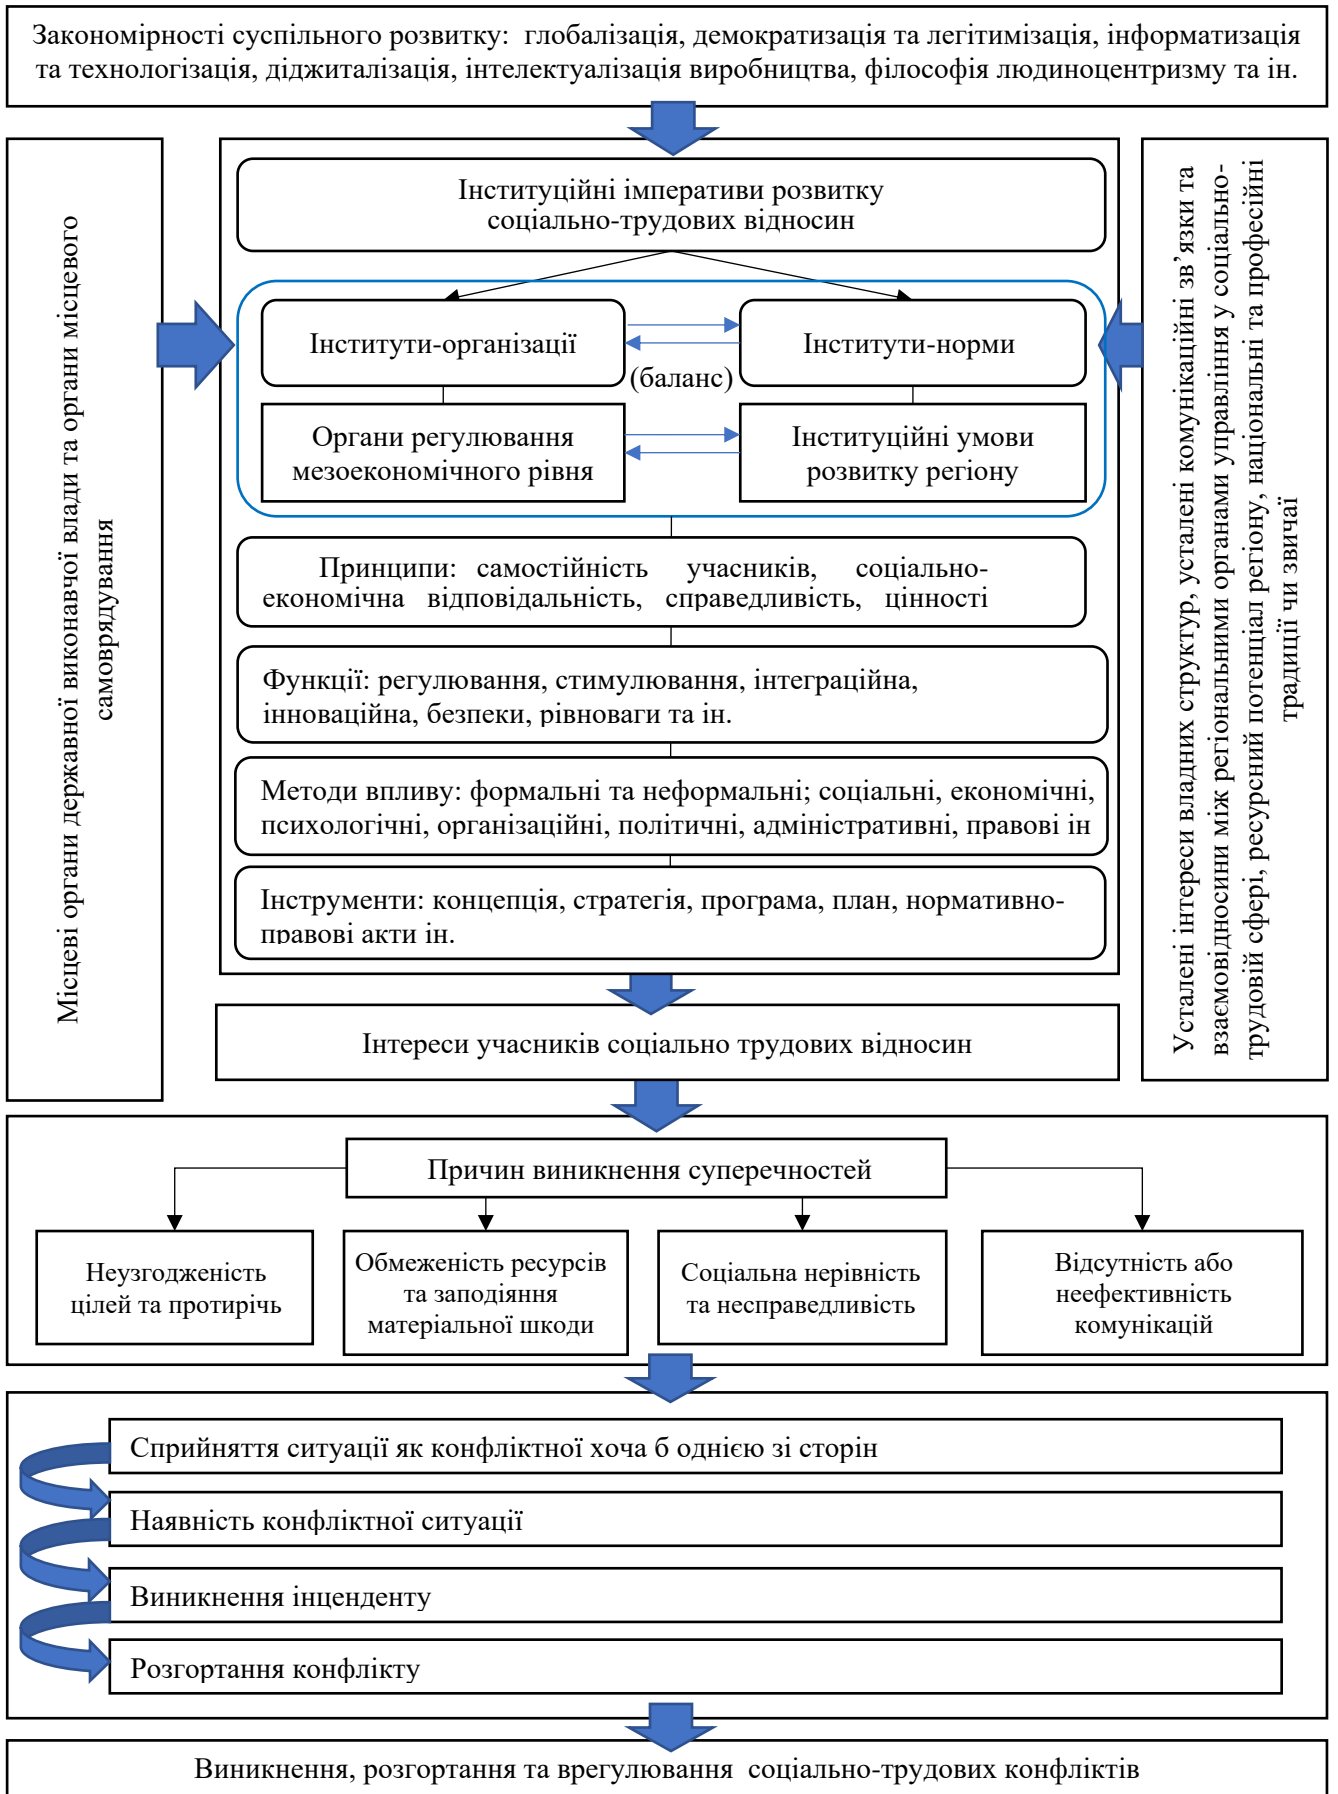 Закономірності суспільного розвитку: глобалізація, демократизація та легітимізація, інформатизація
та технологізація, діджиталізація, інтелектуалізація виробництва, філософія людиноцентризму та ін.
Місцеві органи державної виконавчої влади та органи місцевого
самоврядування
Інституційні імперативи розвитку
соціально-трудових відносин
Інститути-організації
Інститути-норми
(баланс)
Органи регулювання
мезоекономічного рівня
Інституційні умови
розвитку регіону
Принципи: самостійність учасників, соціально-
економічна відповідальність, справедливість, цінності
Функції: регулювання, стимулювання, інтеграційна,
інноваційна, безпеки, рівноваги та ін.
Методи впливу: формальні та неформальні; соціальні, економічні,
психологічні, організаційні, політичні, адміністративні, правові ін
Інструменти: концепція, стратегія, програма, план, нормативно-
правові акти ін.
Усталені інтереси владних структур, усталені комунікаційні зв’язки та
взаємовідносини між регіональними органами управління у соціально-
трудовій сфері, ресурсний потенціал регіону, національні та професійні
традиції чи звичаї
Інтереси учасників соціально трудових відносин
Причин виникнення суперечностей
Неузгодженість
цілей та протирічь
Обмеженість ресурсів
та заподіяння
матеріальної шкоди
Соціальна нерівність
та несправедливість
Відсутність або
неефективність
комунікацій
Сприйняття ситуації як конфліктної хоча б однією зі сторін
Наявність конфліктної ситуації
Виникнення інценденту
Розгортання конфлікту
Виникнення, розгортання та врегулювання соціально-трудових конфліктів